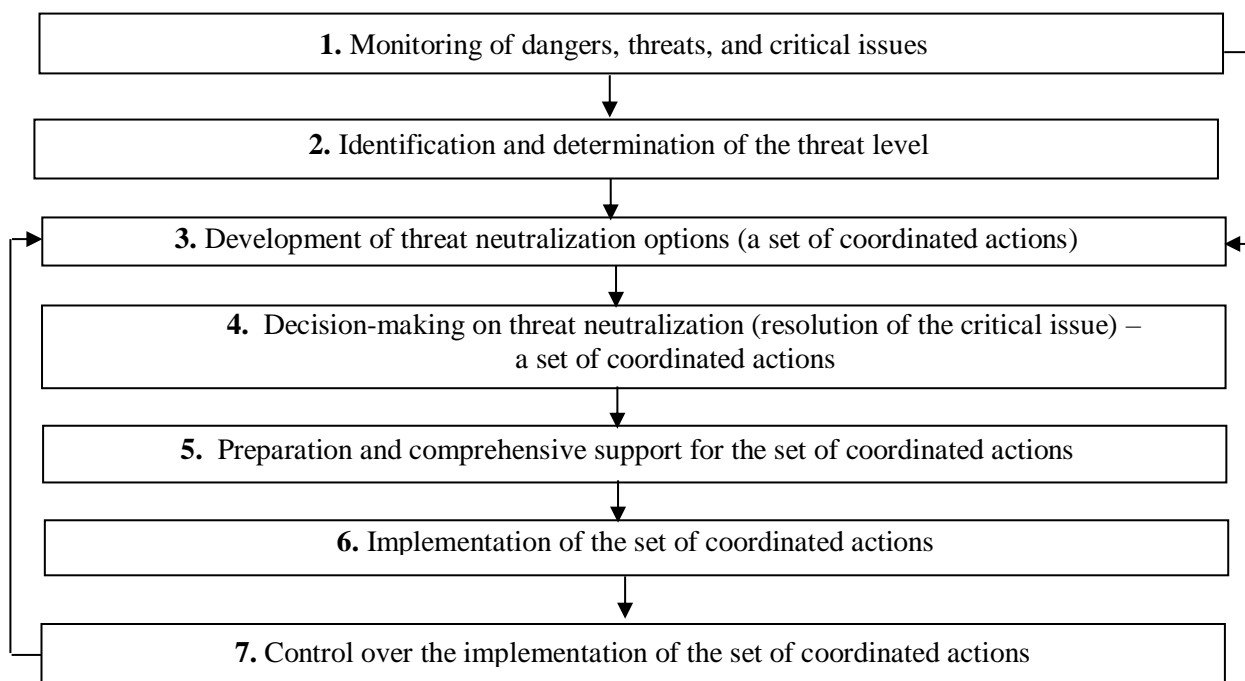 1. Monitoring of dangers, threats, and critical issues
2. Identification and determination of the threat level
3. Development of threat neutralization options (a set of coordinated actions)
4. Decision-making on threat neutralization (resolution of the critical issue) –
a set of coordinated actions
5. Preparation and comprehensive support for the set of coordinated actions
6. Implementation of the set of coordinated actions
7. Control over the implementation of the set of coordinated actions